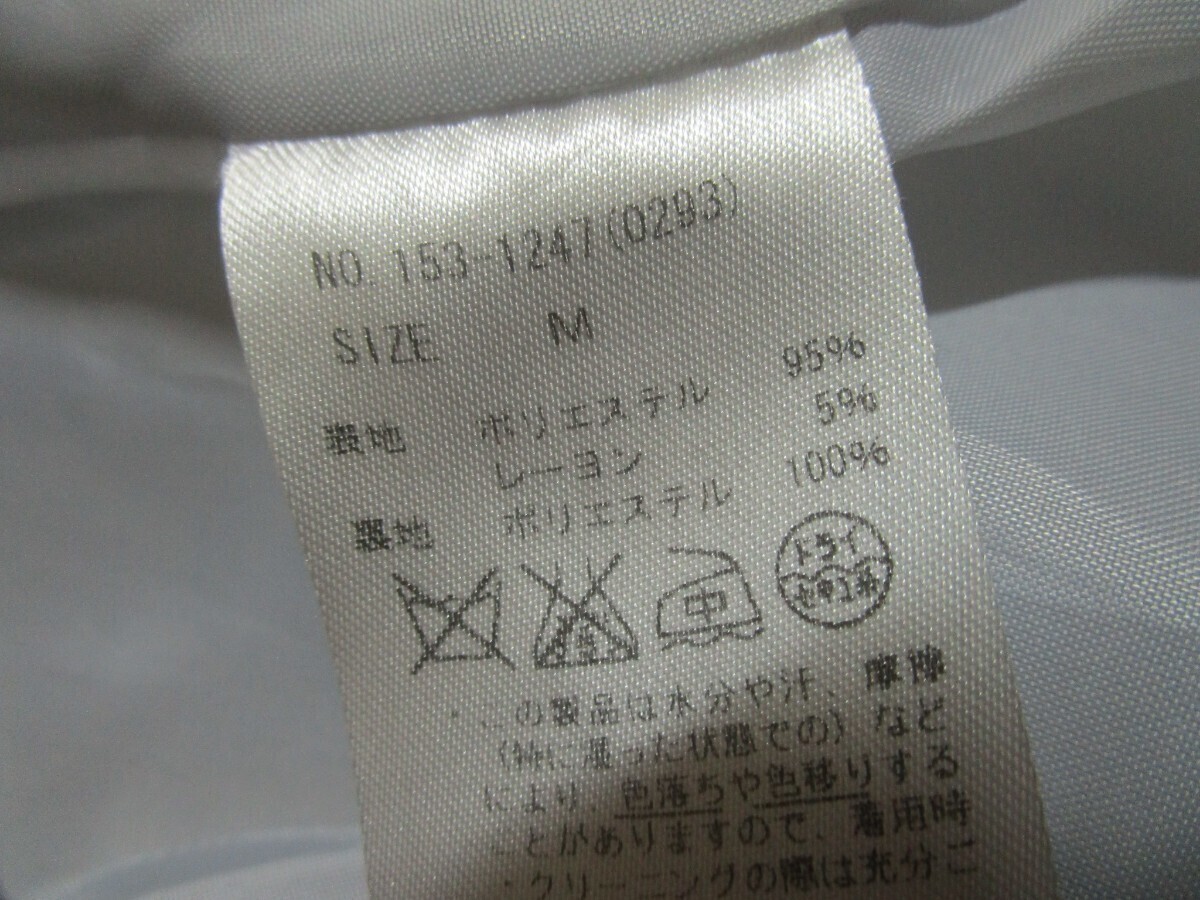 NO. 153-1247(0293)
SIZE M
表地 ポリエステル 95%
レーヨン 5%
裏地 ポリエステル 100%
中 ドライ
セキユ系
・この製品は水分や汗、摩擦
(特に湿った状態での)など
により、色落ちや色移りする
ことがありますので、着用時
・クリーニングの際は充分ご